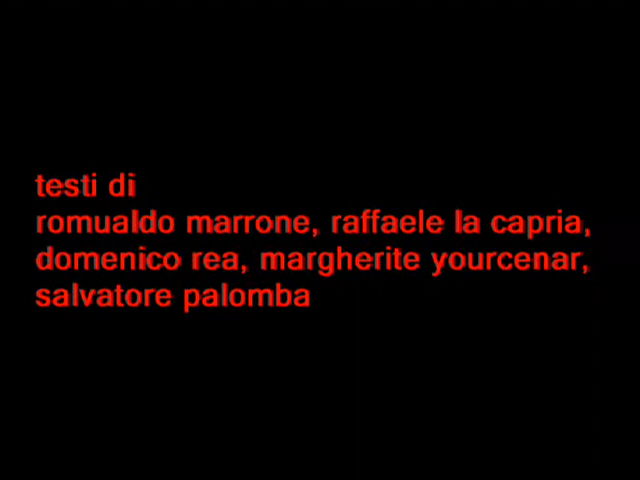 testi di
romualdo marrone, raffaele la capria,
domenico rea, margherite yourcenar,
salvatore palomba